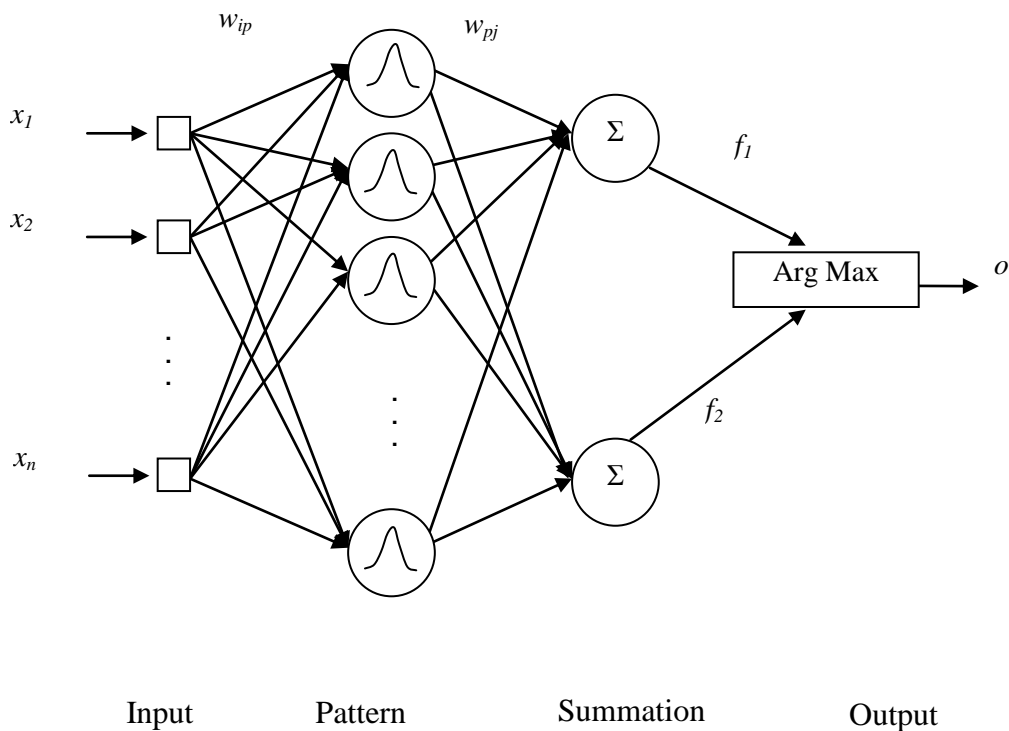 w_ip
w_pj
x_1
Σ
f_1
x_2
Arg Max
o
f_2
x_n
Σ
Input Pattern Summation Output